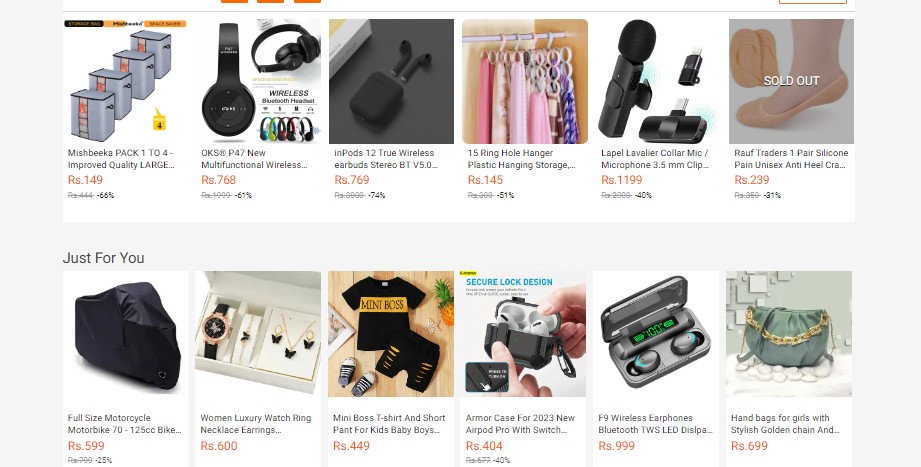 STORAGE BAG Mishbeeka SPACE SAVER
4
P47
WIRELESS
WIRELESS
Bluetooth Headset
SOLD OUT
Mishbeeka PACK 1 TO 4 -
Improved Quality LARGE...
Rs.149
Rs.444 -66%
OKS® P47 New
Multifunctional Wireless...
Rs.768
Rs.1999 -61%
inPods 12 True Wireless
earbuds Stereo BT V5.0...
Rs.769
Rs.3000 -74%
15 Ring Hole Hanger
Plastic Hanging Storage,...
Rs.145
Rs.300 -51%
Lapel Lavalier Collar Mic /
Microphone 3.5 mm Clip...
Rs.1199
Rs.2000 -40%
Rauf Traders 1 Pair Silicone
Pain Unisex Anti Heel Cra...
Rs.239
Rs.350 -31%
Just For You
MINI BOSS
SECURE LOCK DESIGN
PRESS TO
TURN ON
100
Full Size Motorcycle
Motorbike 70 - 125cc Bike...
Rs.599
Rs.799 -25%
Women Luxury Watch Ring
Necklace Earrings...
Rs.600
Mini Boss T-shirt And Short
Pant For Kids Baby Boys...
Rs.449
Armor Case For 2023 New
Airpod Pro With Switch...
Rs.404
Rs.677 -40%
F9 Wireless Earphones
Bluetooth TWS LED Dislpa...
Rs.999
Hand bags for girls with
Stylish Golden chain And...
Rs.699